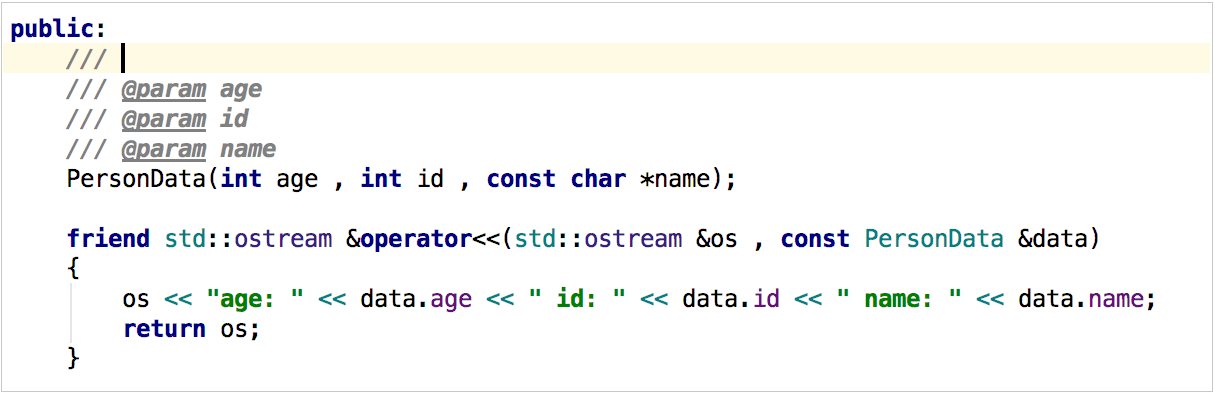 public:
    ///
    /// @param age
    /// @param id
    /// @param name
    PersonData(int age , int id , const char *name);

    friend std::ostream &operator<<(std::ostream &os , const PersonData &data)
    {
        os << "age: " << data.age << " id: " << data.id << " name: " << data.name;
        return os;
    }